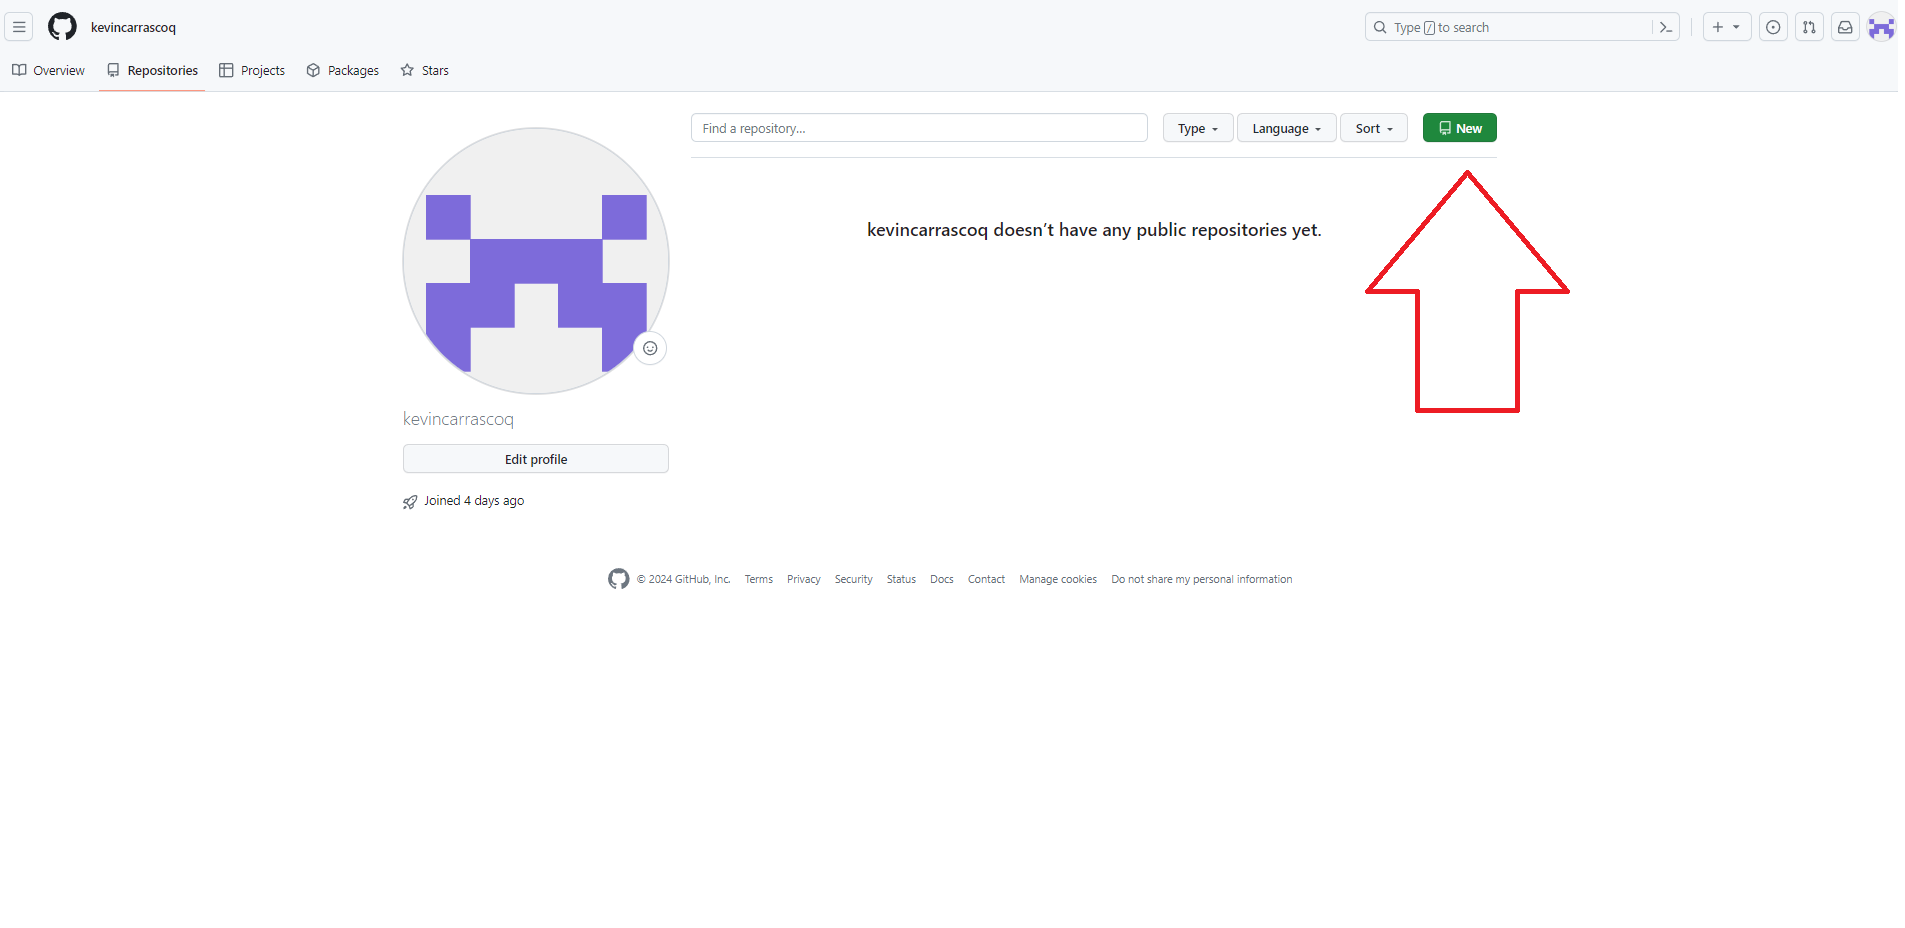 kevincarrascoq
Type / to search
Overview Repositories Projects Packages Stars
Find a repository...
Type Language Sort New
kevincarrascoq doesn’t have any public repositories yet.
kevincarrascoq
Edit profile
Joined 4 days ago
© 2024 GitHub, Inc. Terms Privacy Security Status Docs Contact Manage cookies Do not share my personal information